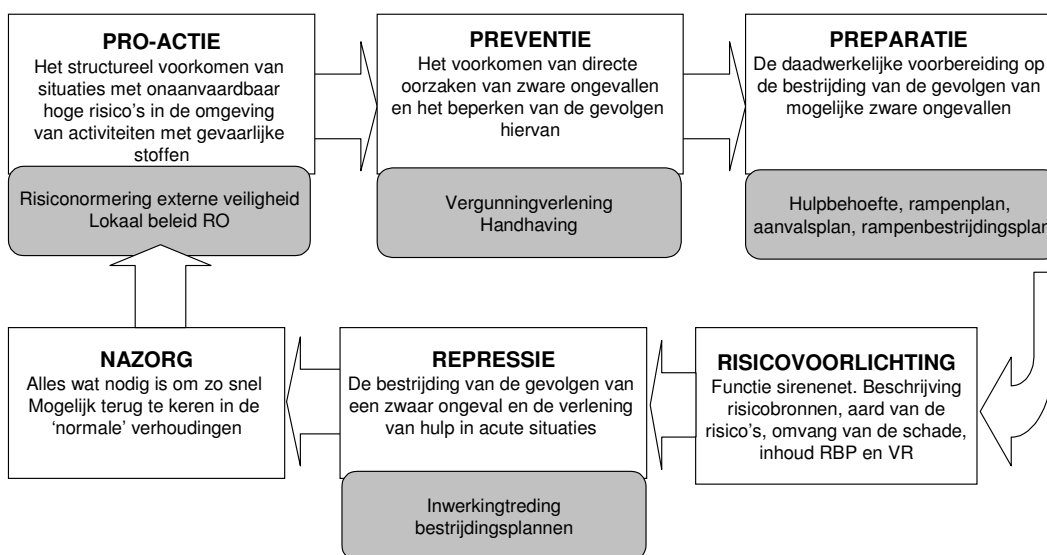 PRO-ACTIE
Het structureel voorkomen van
situaties met onaanvaardbaar
hoge risico's in de omgeving
van activiteiten met gevaarlijke
stoffen
Risiconormering externe veiligheid
Lokaal beleid RO
PREVENTIE
Het voorkomen van directe
oorzaken van zware ongevallen
en het beperken van de gevolgen
hiervan
Vergunningverlening
Handhaving
PREPARATIE
De daadwerkelijke voorbereiding op
de bestrijding van de gevolgen van
mogelijke zware ongevallen
Hulpbehoefte, rampenplan,
aanvalsplan, rampenbestrijdingsplan
RISICOVOORLICHTING
Functie sirenenet. Beschrijving
risicobronnen, aard van de
risico's, omvang van de schade,
inhoud RBP en VR
REPRESSIE
De bestrijding van de gevolgen van
een zwaar ongeval en de verlening
van hulp in acute situaties
Inwerkingtreding
bestrijdingsplannen
NAZORG
Alles wat nodig is om zo snel
Mogelijk terug te keren in de
'normale' verhoudingen